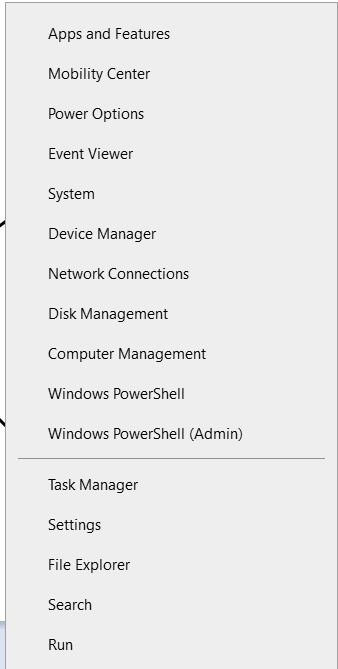 Apps and Features
Mobility Center
Power Options
Event Viewer
System
Device Manager
Network Connections
Disk Management
Computer Management
Windows PowerShell
Windows PowerShell (Admin)
Task Manager
Settings
File Explorer
Search
Run